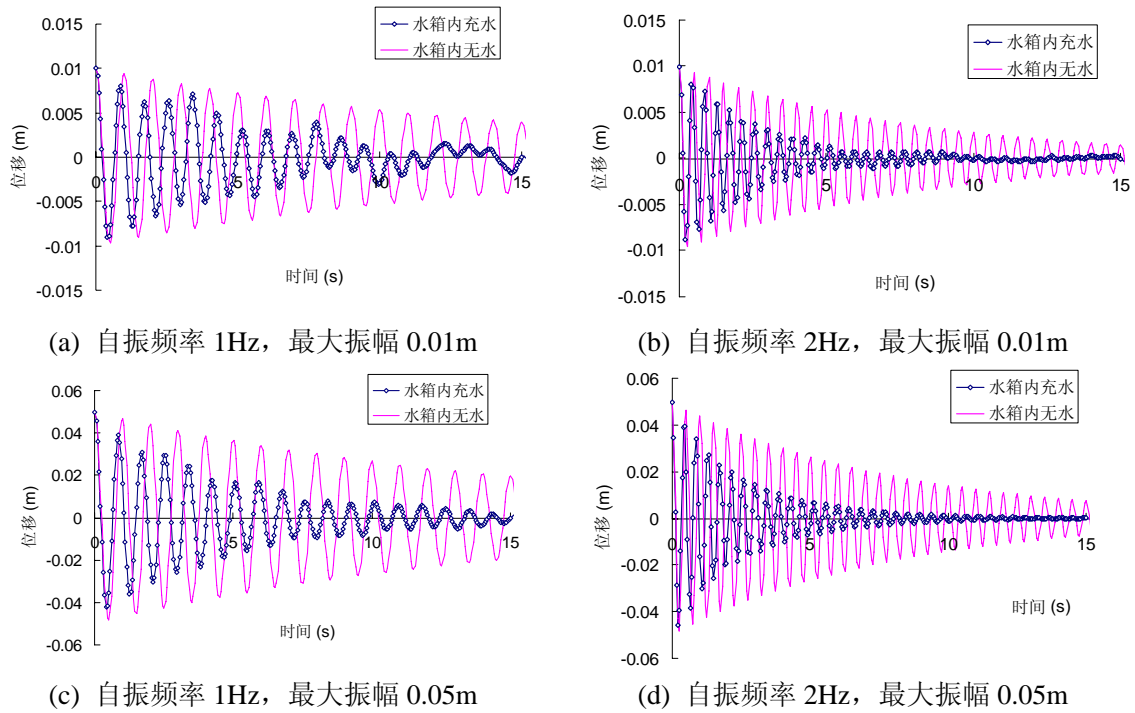 0.015
0.01
0.005
0
-0.005
-0.01
-0.015
0
5
10
15
位移 (m)
时间 (s)
水箱内充水
水箱内无水
(a) 自振频率 1Hz，最大振幅 0.01m
0.015
0.01
0.005
0
-0.005
-0.01
-0.015
0
5
10
15
位移 (m)
时间 (s)
水箱内充水
水箱内无水
(b) 自振频率 2Hz，最大振幅 0.01m
0.06
0.04
0.02
0
-0.02
-0.04
-0.06
0
5
10
15
位移 (m)
时间 (s)
水箱内充水
水箱内无水
(c) 自振频率 1Hz，最大振幅 0.05m
0.06
0.04
0.02
0
-0.02
-0.04
-0.06
0
5
10
15
位移 (m)
时间 (s)
水箱内充水
水箱内无水
(d) 自振频率 2Hz，最大振幅 0.05m